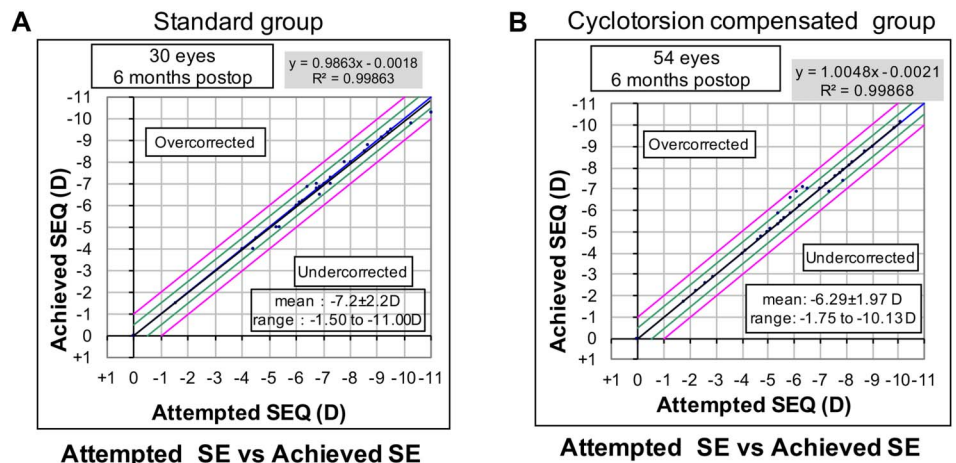 A
Standard group
30 eyes
6 months postop
y = 0.9863x - 0.0018
R² = 0.99863
-11
-10
-9
-8
-7
-6
-5
-4
-3
-2
-1
0
+1
Achieved SEQ (D)
Overcorrected
Undercorrected
mean : -7.2±2.2D
range : -1.50 to -11.00D
+1 0 -1 -2 -3 -4 -5 -6 -7 -8 -9 -10 -11
Attempted SEQ (D)
Attempted SE vs Achieved SE
B
Cyclotorsion compensated group
54 eyes
6 months postop
y = 1.0048x - 0.0021
R² = 0.99868
-11
-10
-9
-8
-7
-6
-5
-4
-3
-2
-1
0
+1
Achieved SEQ (D)
Overcorrected
Undercorrected
mean: -6.29±1.97 D
range: -1.75 to -10.13 D
+1 0 -1 -2 -3 -4 -5 -6 -7 -8 -9 -10 -11
Attempted SEQ (D)
Attempted SE vs Achieved SE